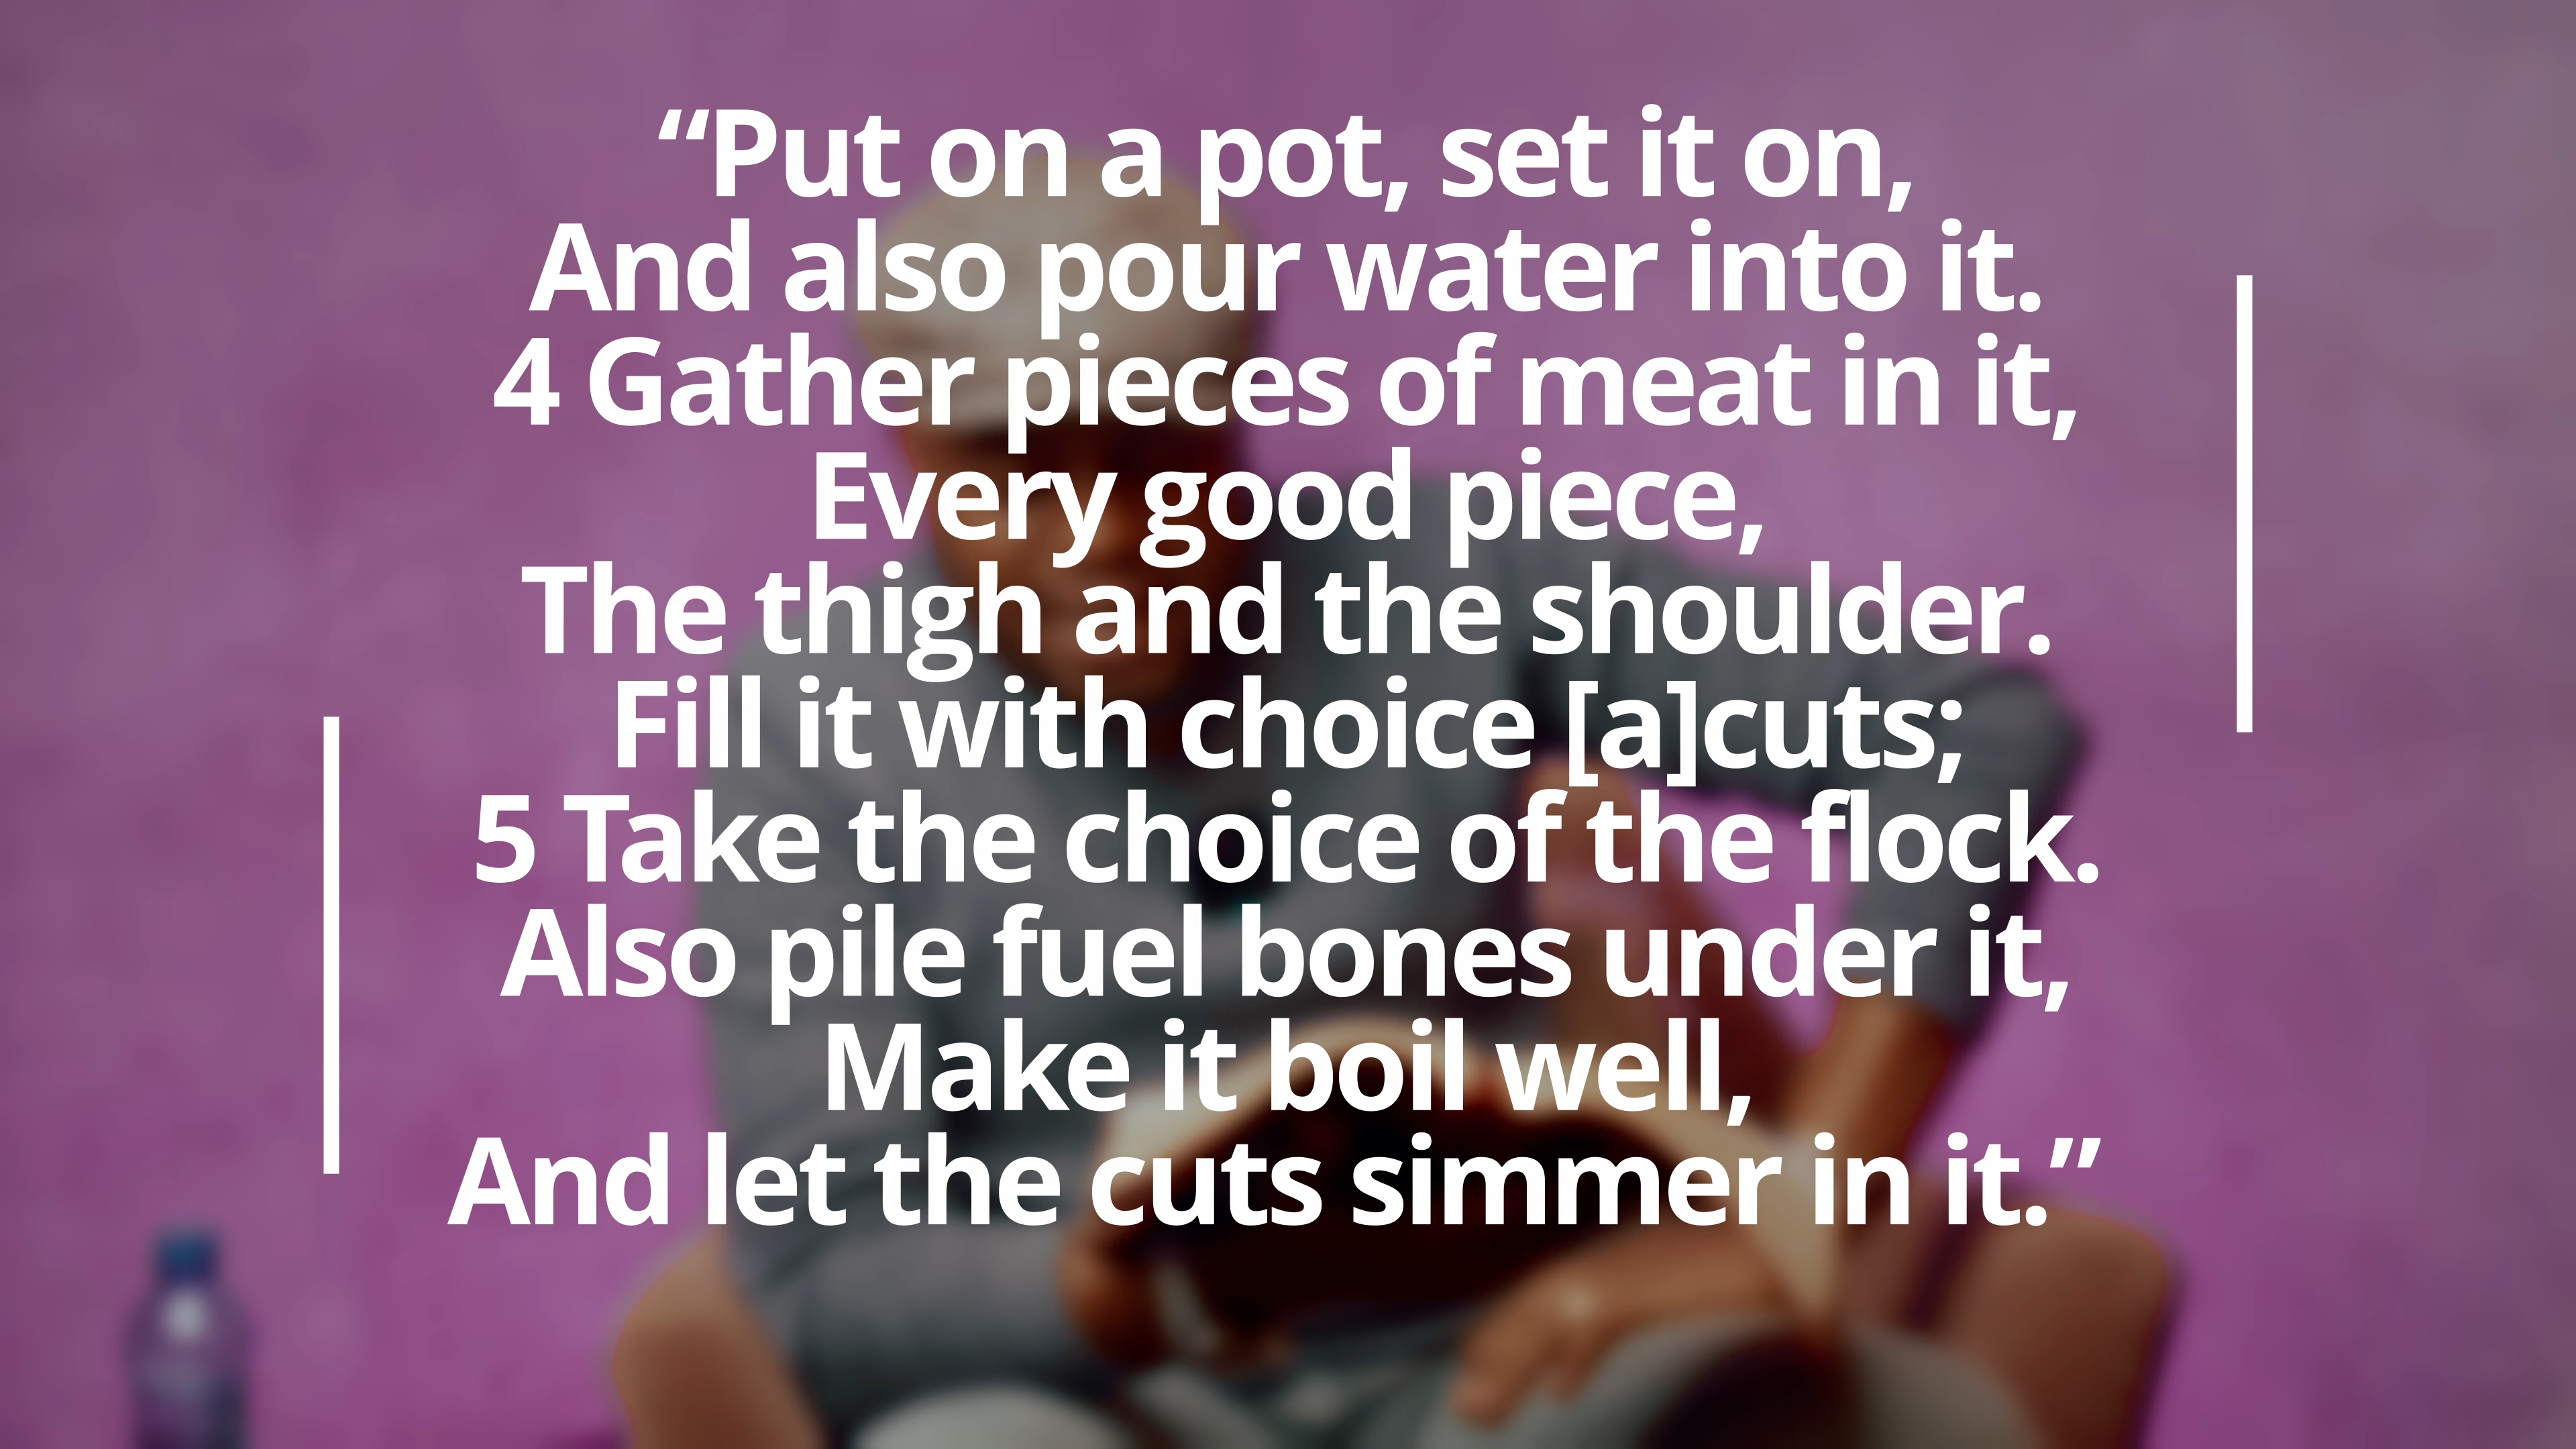 “Put on a pot, set it on,
And also pour water into it.
4 Gather pieces of meat in it,
Every good piece,
The thigh and the shoulder.
Fill it with choice [a]cuts;
5 Take the choice of the flock.
Also pile fuel bones under it,
Make it boil well,
And let the cuts simmer in it.”